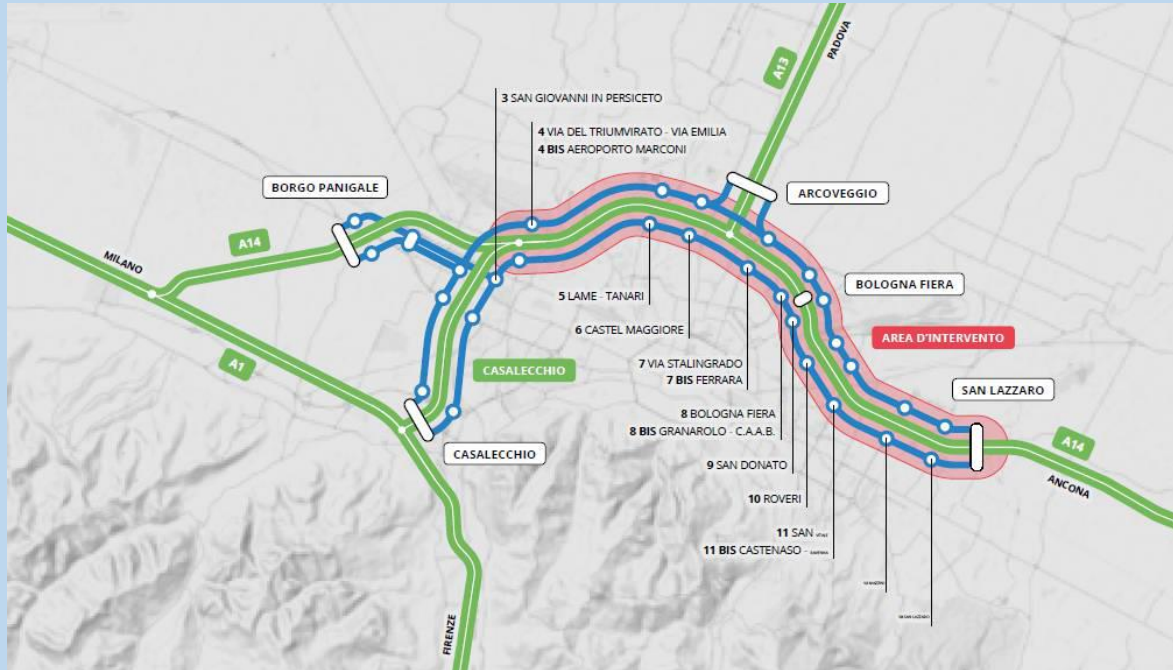 PADOVA
A13
3 SAN GIOVANNI IN PERSICETO
4 VIA DEL TRIUMVIRATO - VIA EMILIA
4 BIS AEROPORTO MARCONI
BORGO PANIGALE
ARCOVEGGIO
A14
MILANO
BOLOGNA FIERA
5 LAME - TANARI
6 CASTEL MAGGIORE
AREA D'INTERVENTO
A1
7 VIA STALINGRADO
7 BIS FERRARA
CASALECCHIO
SAN LAZZARO
8 BOLOGNA FIERA
8 BIS GRANAROLO - C.A.A.B.
A14
CASALECCHIO
9 SAN DONATO
ANCONA
10 ROVERI
11 SAN
11 BIS CASTENASO -
FIRENZE